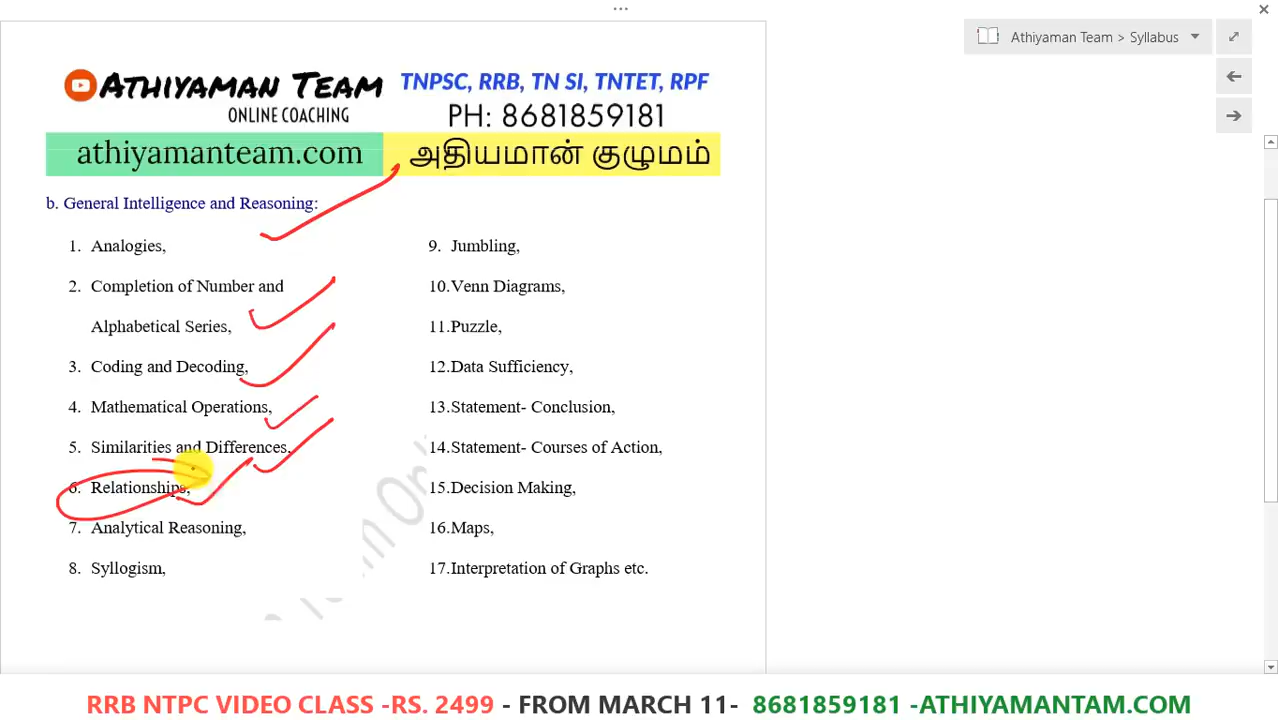 Athiyaman Team > Syllabus
ATHIYAMAN TEAM
ONLINE COACHING
TNPSC, RRB, TN SI, TNTET, RPF
PH: 8681859181
athiyamanteam.com
அதியமான் குழுமம்
b. General Intelligence and Reasoning:
1. Analogies,
2. Completion of Number and
Alphabetical Series,
3. Coding and Decoding,
4. Mathematical Operations,
5. Similarities and Differences,
6. Relationships,
7. Analytical Reasoning,
8. Syllogism,
9. Jumbling,
10.Venn Diagrams,
11.Puzzle,
12.Data Sufficiency,
13.Statement- Conclusion,
14.Statement- Courses of Action,
15.Decision Making,
16.Maps,
17.Interpretation of Graphs etc.
RRB NTPC VIDEO CLASS -RS. 2499 - FROM MARCH 11- 8681859181 -ATHIYAMANTAM.COM